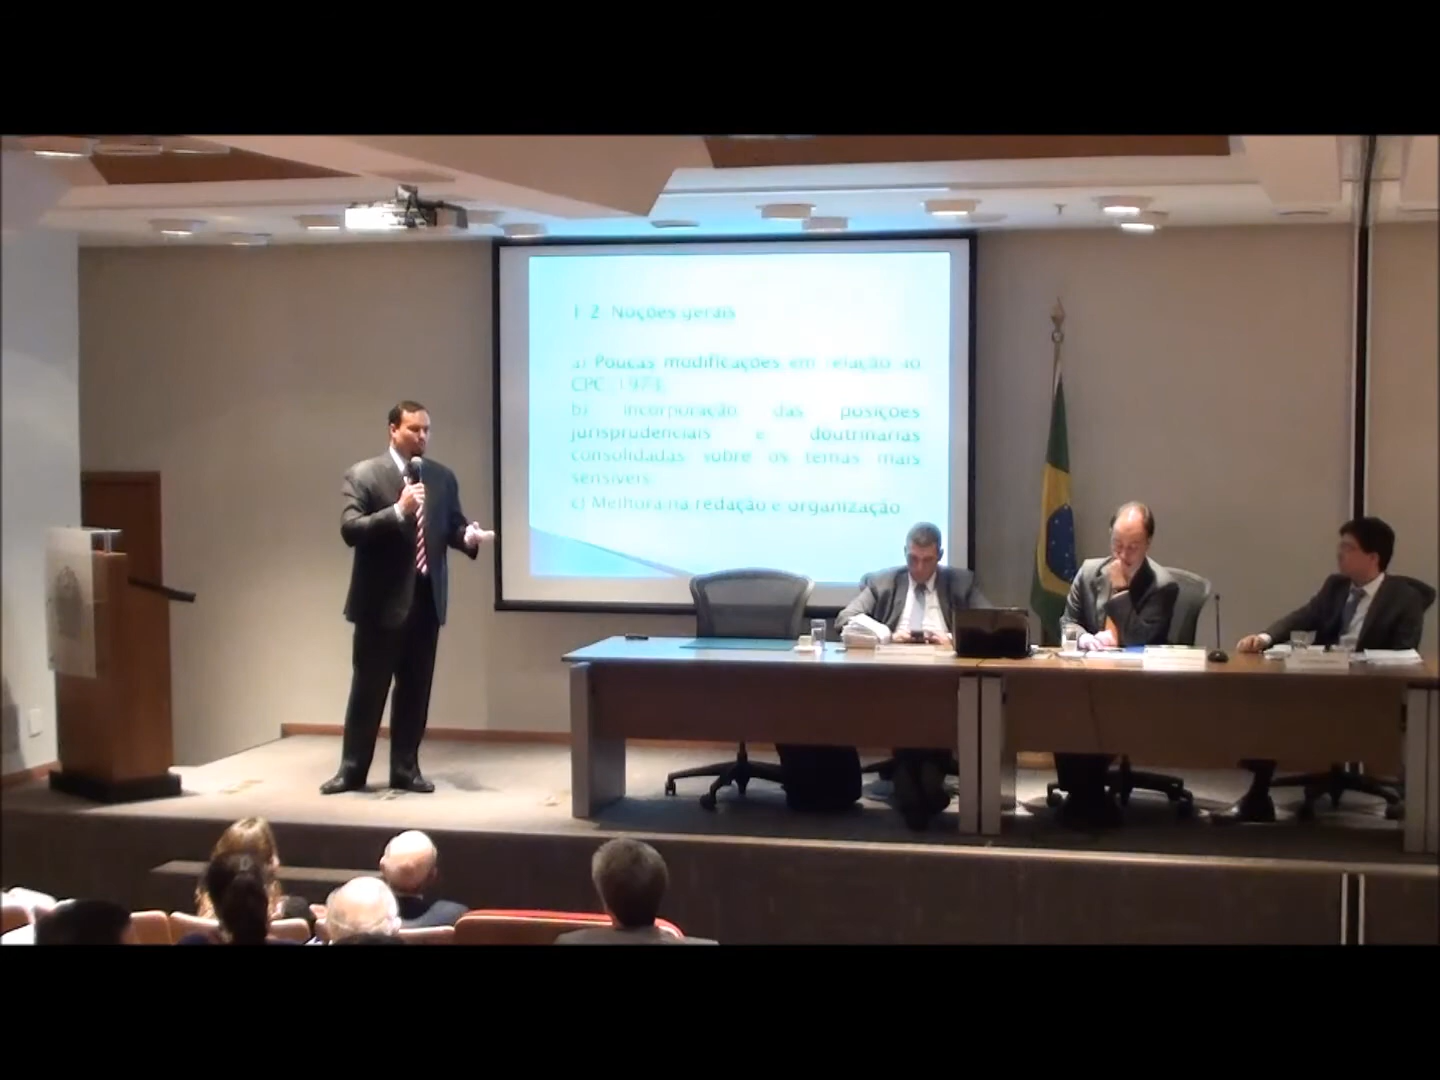 1.2. Noções gerais
a) Poucas modificações em relação ao
CPC 1973;
b) incorporação das posições
jurisprudenciais e doutrinárias
consolidadas sobre os temas mais
sensíveis
c) Melhora na redação e organização